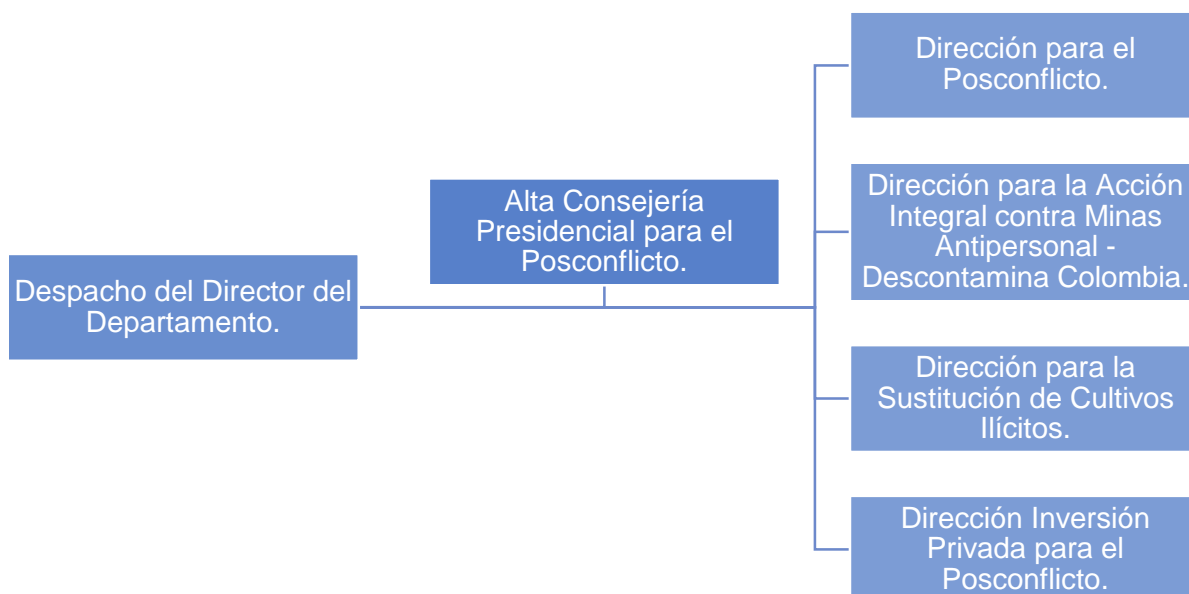 Despacho del Director del
Departamento.
Alta Consejería
Presidencial para el
Posconflicto.
Dirección para el
Posconflicto.
Dirección para la Acción
Integral contra Minas
Antipersonal -
Descontamina Colombia.
Dirección para la
Sustitución de Cultivos
Ilícitos.
Dirección Inversión
Privada para el
Posconflicto.